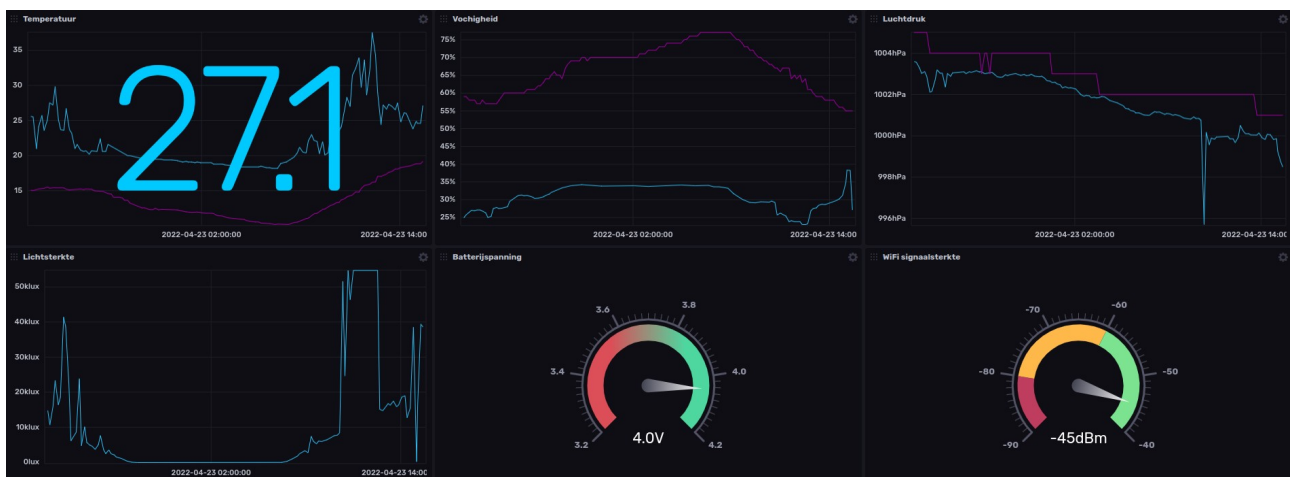 Temperatuur
35
30
25
20
15
27.1
2022-04-23 02:00:00
2022-04-23 14:00
Vochigheid
75%
70%
65%
60%
55%
50%
45%
40%
35%
30%
25%
2022-04-23 02:00:00
2022-04-23 14:00
Luchtdruk
1004hPa
1002hPa
1000hPa
998hPa
996hPa
2022-04-23 02:00:00
2022-04-23 14:00
Lichtsterkte
50klux
40klux
30klux
20klux
10klux
0lux
2022-04-23 02:00:00
2022-04-23 14:00
Batterijspanning
3.2
3.4
3.6
3.8
4.0
4.2
4.0V
WiFi signaalsterkte
-90
-80
-70
-60
-50
-40
-45dBm